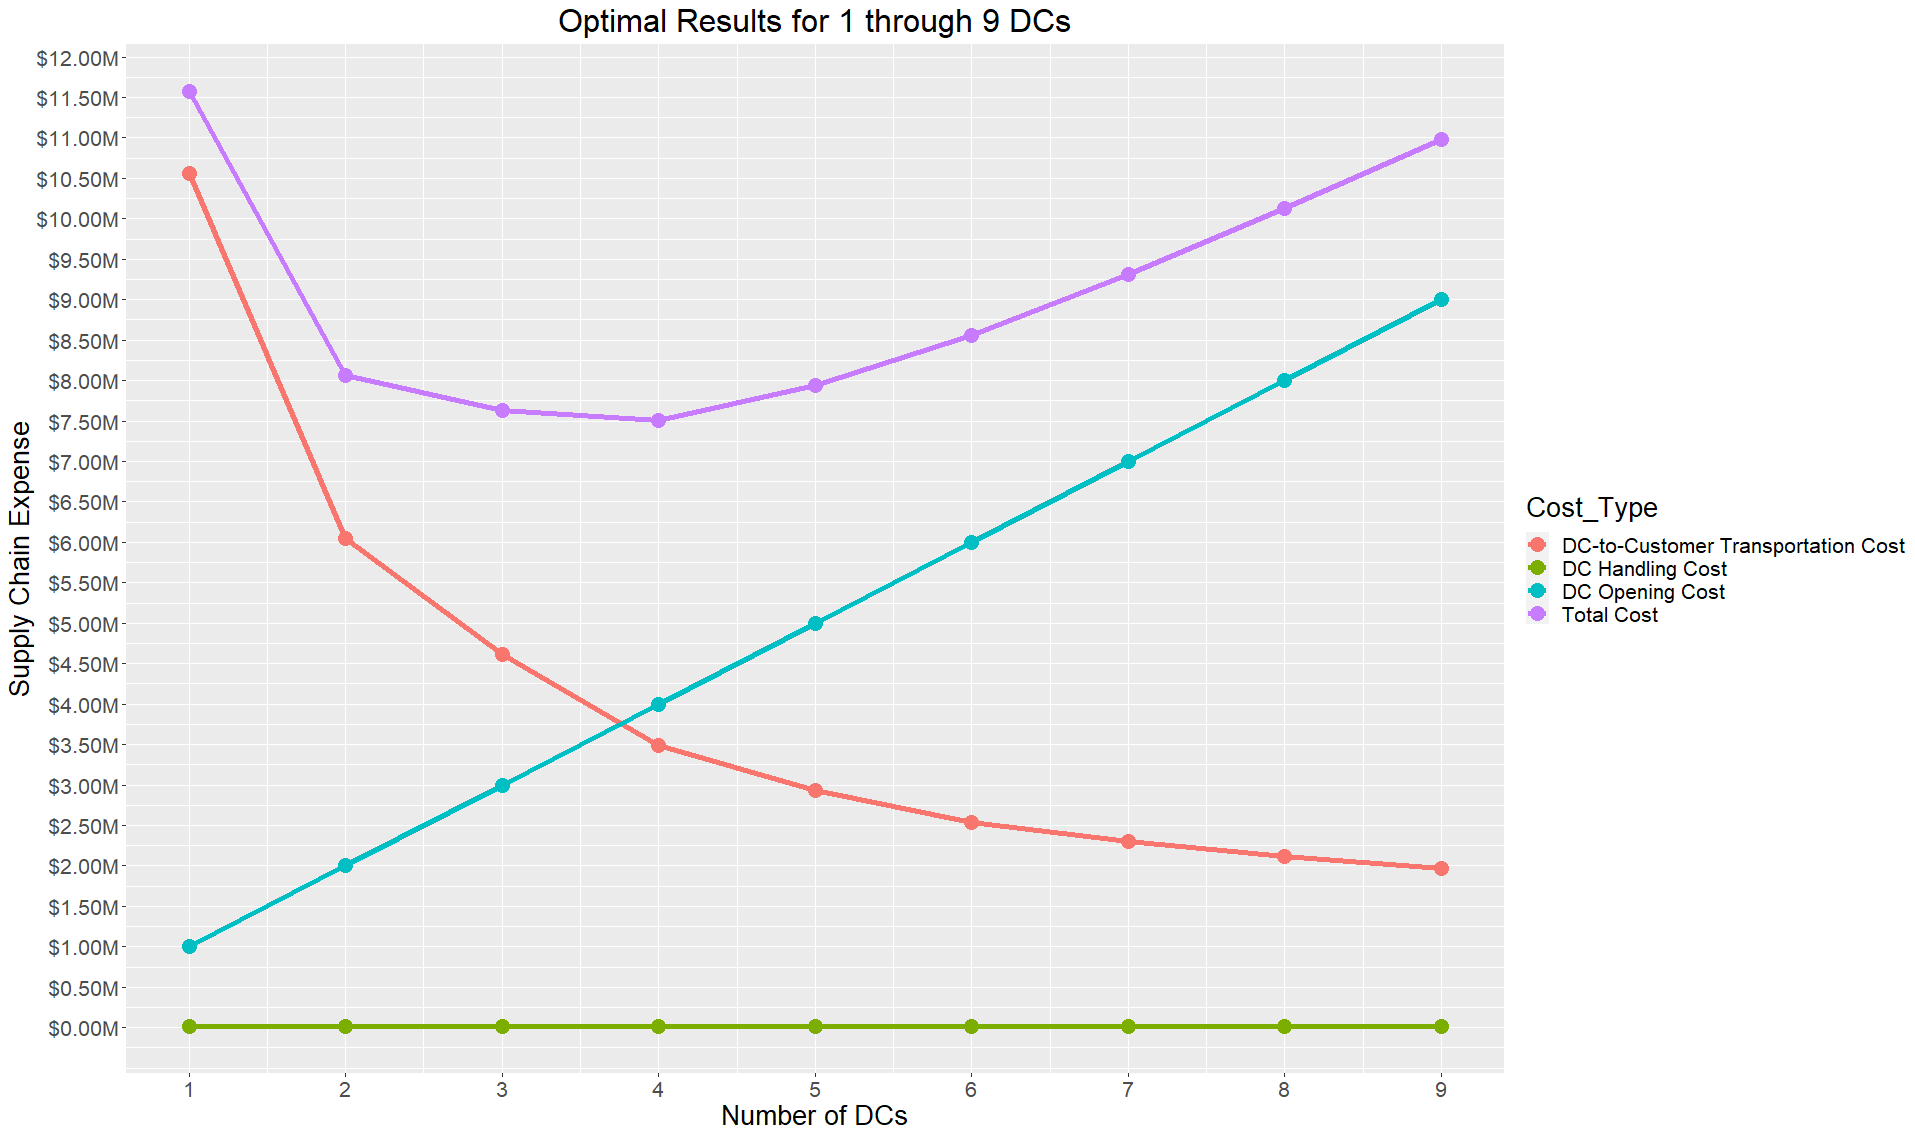 Optimal Results for 1 through 9 DCs
$12.00M
$11.50M
$11.00M
$10.50M
$10.00M
$9.50M
$9.00M
$8.50M
$8.00M
$7.50M
$7.00M
$6.50M
$6.00M
$5.50M
$5.00M
$4.50M
$4.00M
$3.50M
$3.00M
$2.50M
$2.00M
$1.50M
$1.00M
$0.50M
$0.00M
Supply Chain Expense
1 2 3 4 5 6 7 8 9
Number of DCs
Cost_Type
DC-to-Customer Transportation Cost
DC Handling Cost
DC Opening Cost
Total Cost